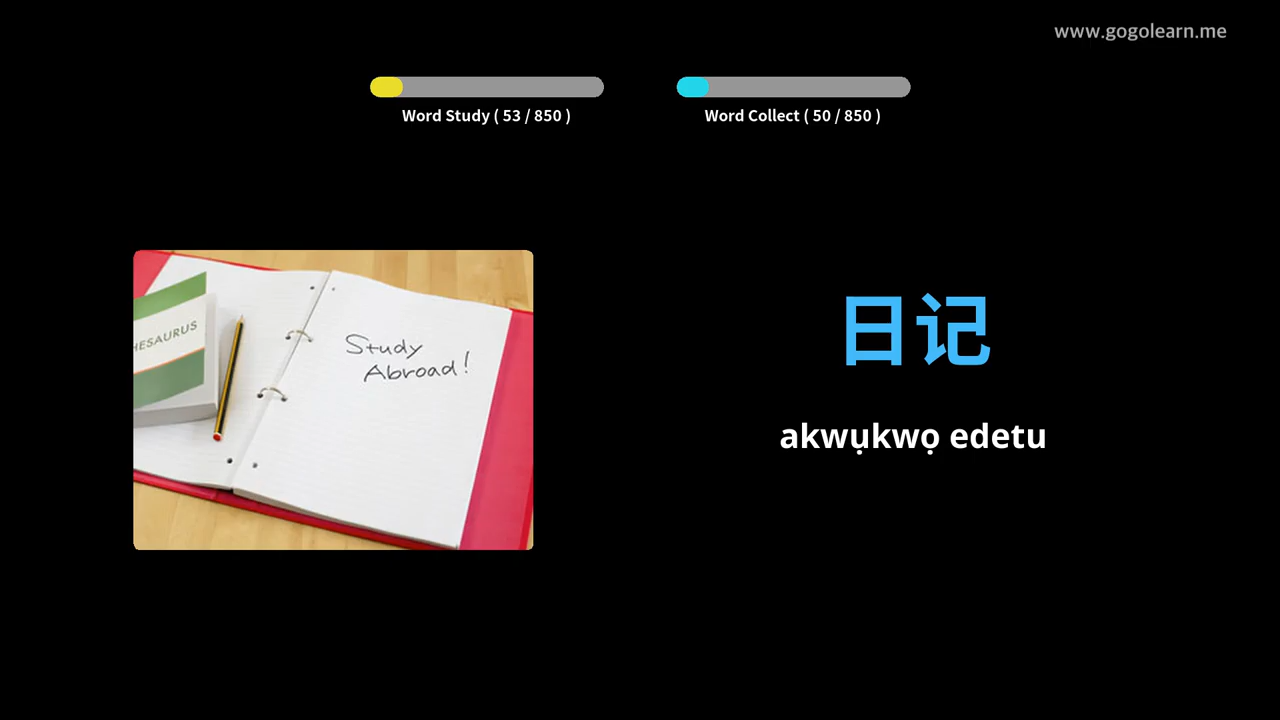 www.gogolearn.me
Word Study ( 53 / 850 )
Word Collect ( 50 / 850 )
HESAURUS
Study
Abroad!
日记
akwụkwọ edetu